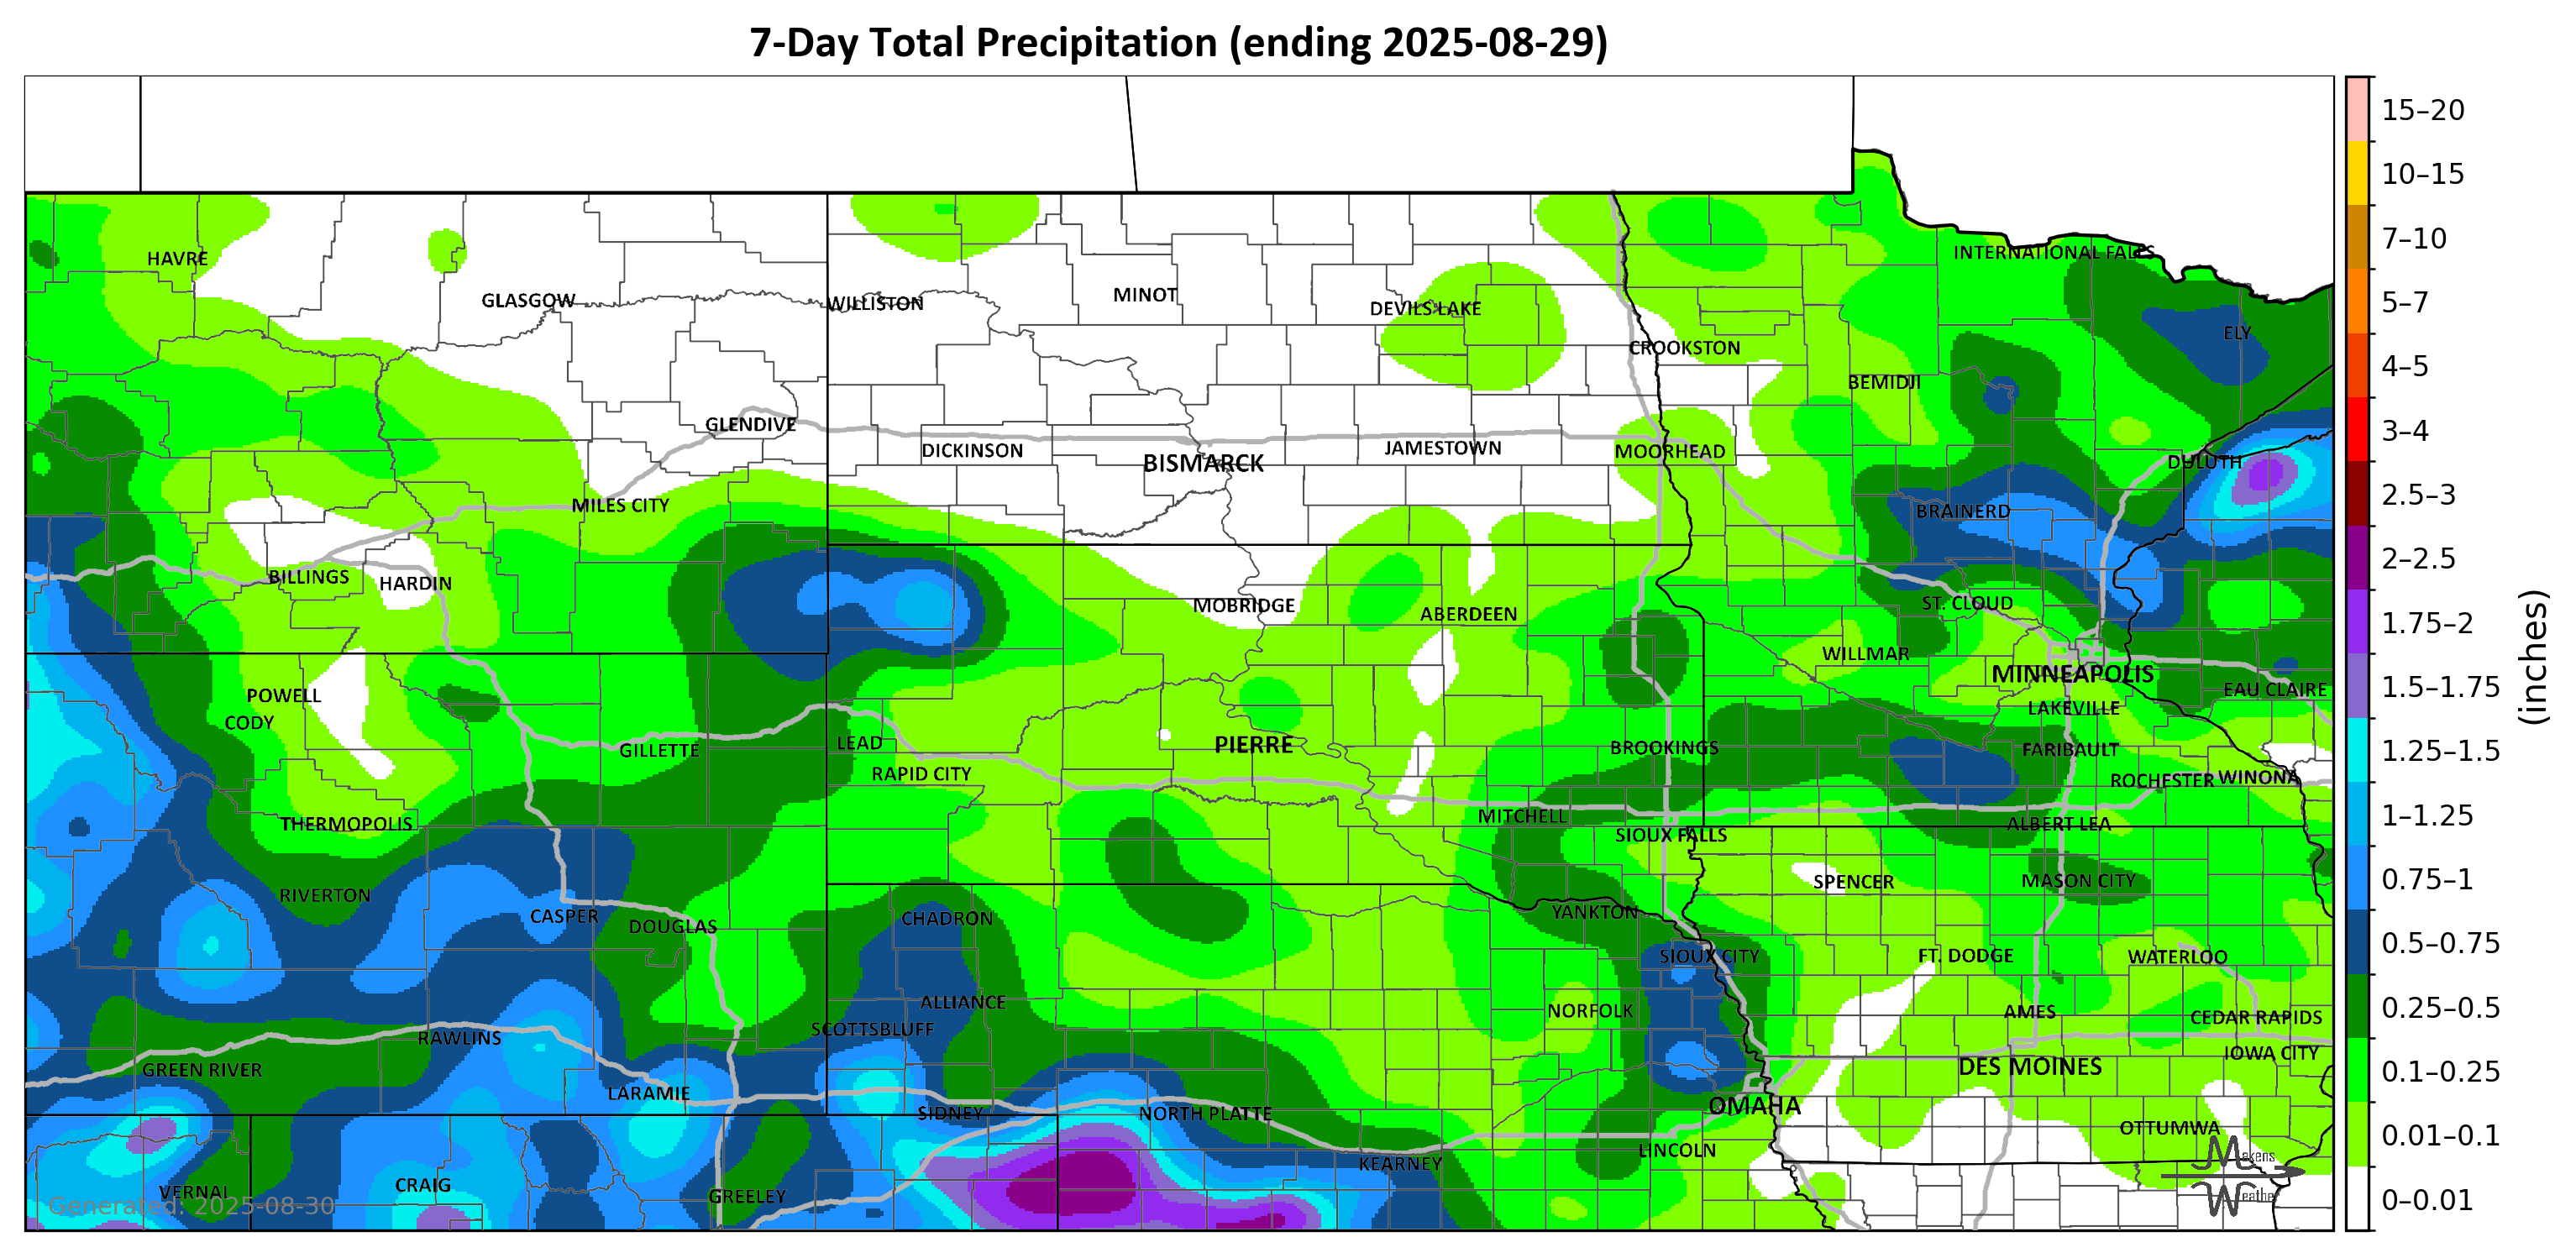 7-Day Total Precipitation (ending 2025-08-29)
15–20
10–15
7–10
5–7
4–5
3–4
2.5–3
2–2.5
1.75–2
1.5–1.75
1.25–1.5
1–1.25
0.75–1
0.5–0.75
0.25–0.5
0.1–0.25
0.01–0.1
0–0.01
(inches)
HAVRE
INTERNATIONAL FALLS
GLASGOW
WILLISTON
MINOT
DEVILS LAKE
ELY
CROOKSTON
BEMIDJI
GLENDIVE
DICKINSON
BISMARCK
JAMESTOWN
MOORHEAD
DULUTH
MILES CITY
BRAINERD
BILLINGS
HARDIN
MOBRIDGE
ABERDEEN
ST. CLOUD
WILLMAR
MINNEAPOLIS
EAU CLAIRE
POWELL
CODY
LAKEVILLE
GILLETTE
LEAD
PIERRE
BROOKINGS
FARIBAULT
RAPID CITY
ROCHESTER
WINONA
THERMOPOLIS
MITCHELL
SIOUX FALLS
ALBERT LEA
RIVERTON
SPENCER
MASON CITY
CASPER
DOUGLAS
CHADRON
YANKTON
SIOUX CITY
FT. DODGE
WATERLOO
ALLIANCE
NORFOLK
AMES
CEDAR RAPIDS
SCOTTSBLUFF
RAWLINS
IOWA CITY
GREEN RIVER
DES MOINES
LARAMIE
SIDNEY
NORTH PLATTE
OMAHA
OTTUMWA
LINCOLN
KEARNEY
VERNAL
CRAIG
GREELEY
Generated: 2025-08-30
Makens
Weather